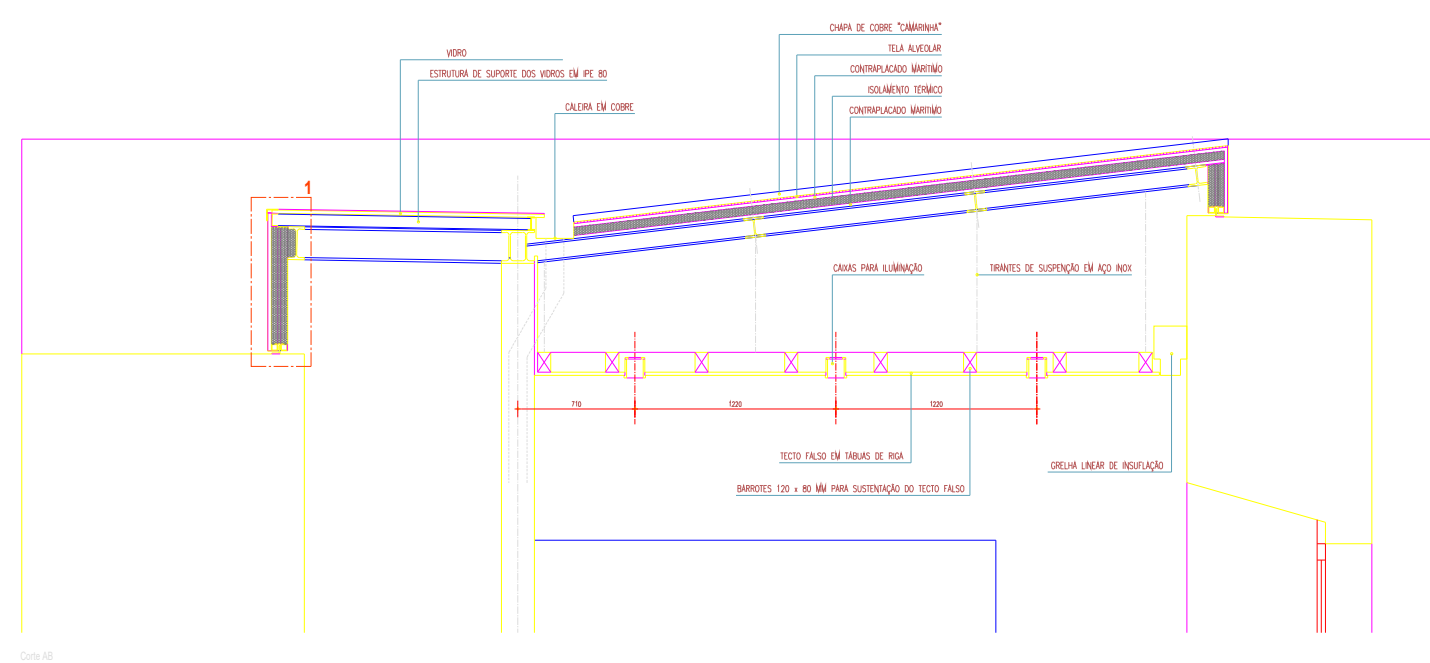 CHAPA DE COBRE "CAMARINHA"
TELA ALVEOLAR
CONTRAPLACADO MARÍTIMO
ISOLAMENTO TÉRMICO
CONTRAPLACADO MARITIMO
VIDRO
ESTRUTURA DE SUPORTE DOS VIDROS EM IPE 80
CALEIRA EM COBRE
1
CAIXAS PARA ILUMINAÇÃO
TIRANTES DE SUSPENÇÃO EM AÇO INOX
710
1220
1220
TECTO FALSO EM TÁBUAS DE RIGA
GRELHA LINEAR DE INSUFLAÇÃO
BARROTES 120 x 80 MM PARA SUSTENTAÇÃO DO TECTO FALSO
Corte AB